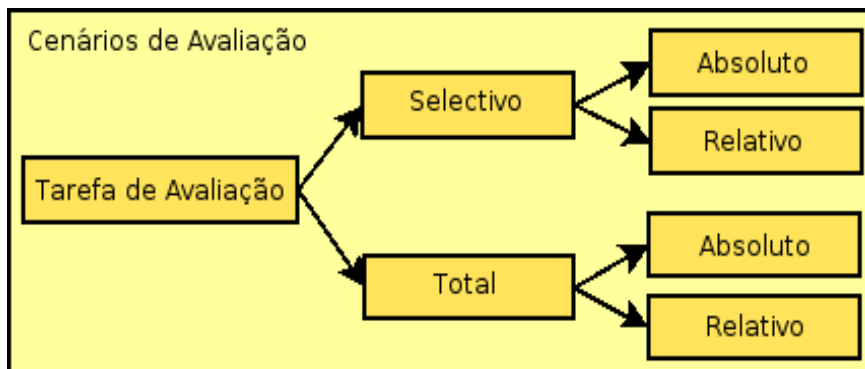 Cenários de Avaliação
Tarefa de Avaliação
Selectivo
Absoluto
Relativo
Total
Absoluto
Relativo